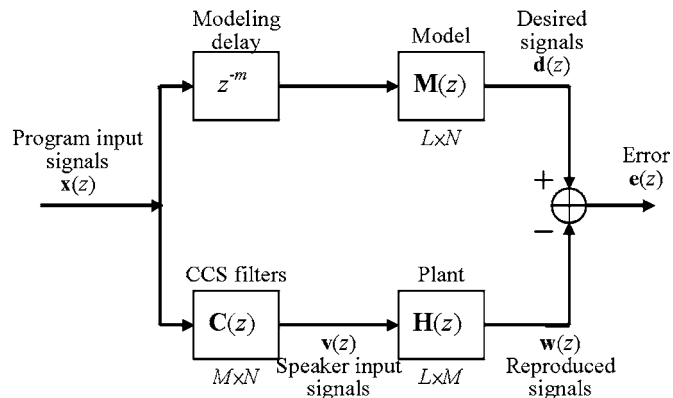 Modeling
delay
z^-m
Model
M(z)
L×N
Desired
signals
d(z)
Program input
signals
x(z)
+
−
Error
e(z)
CCS filters
C(z)
M×N
v(z)
Speaker input
signals
Plant
H(z)
L×M
w(z)
Reproduced
signals